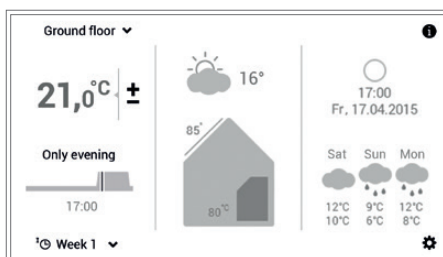 Ground floor
21,0°C ±
Only evening
17:00
1 Week 1
16°
85°
80°C
17:00
Fr, 17.04.2015
Sat Sun Mon
12°C 9°C 12°C
10°C 6°C 8°C